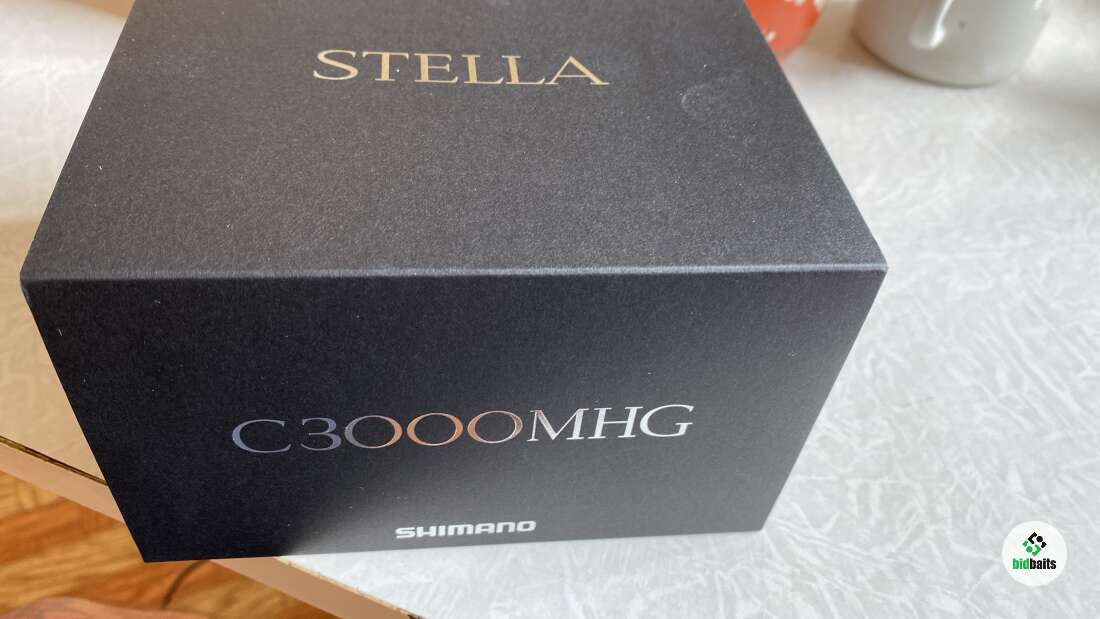 STELLA
C3000MHG
SHIMANO
bidbaits